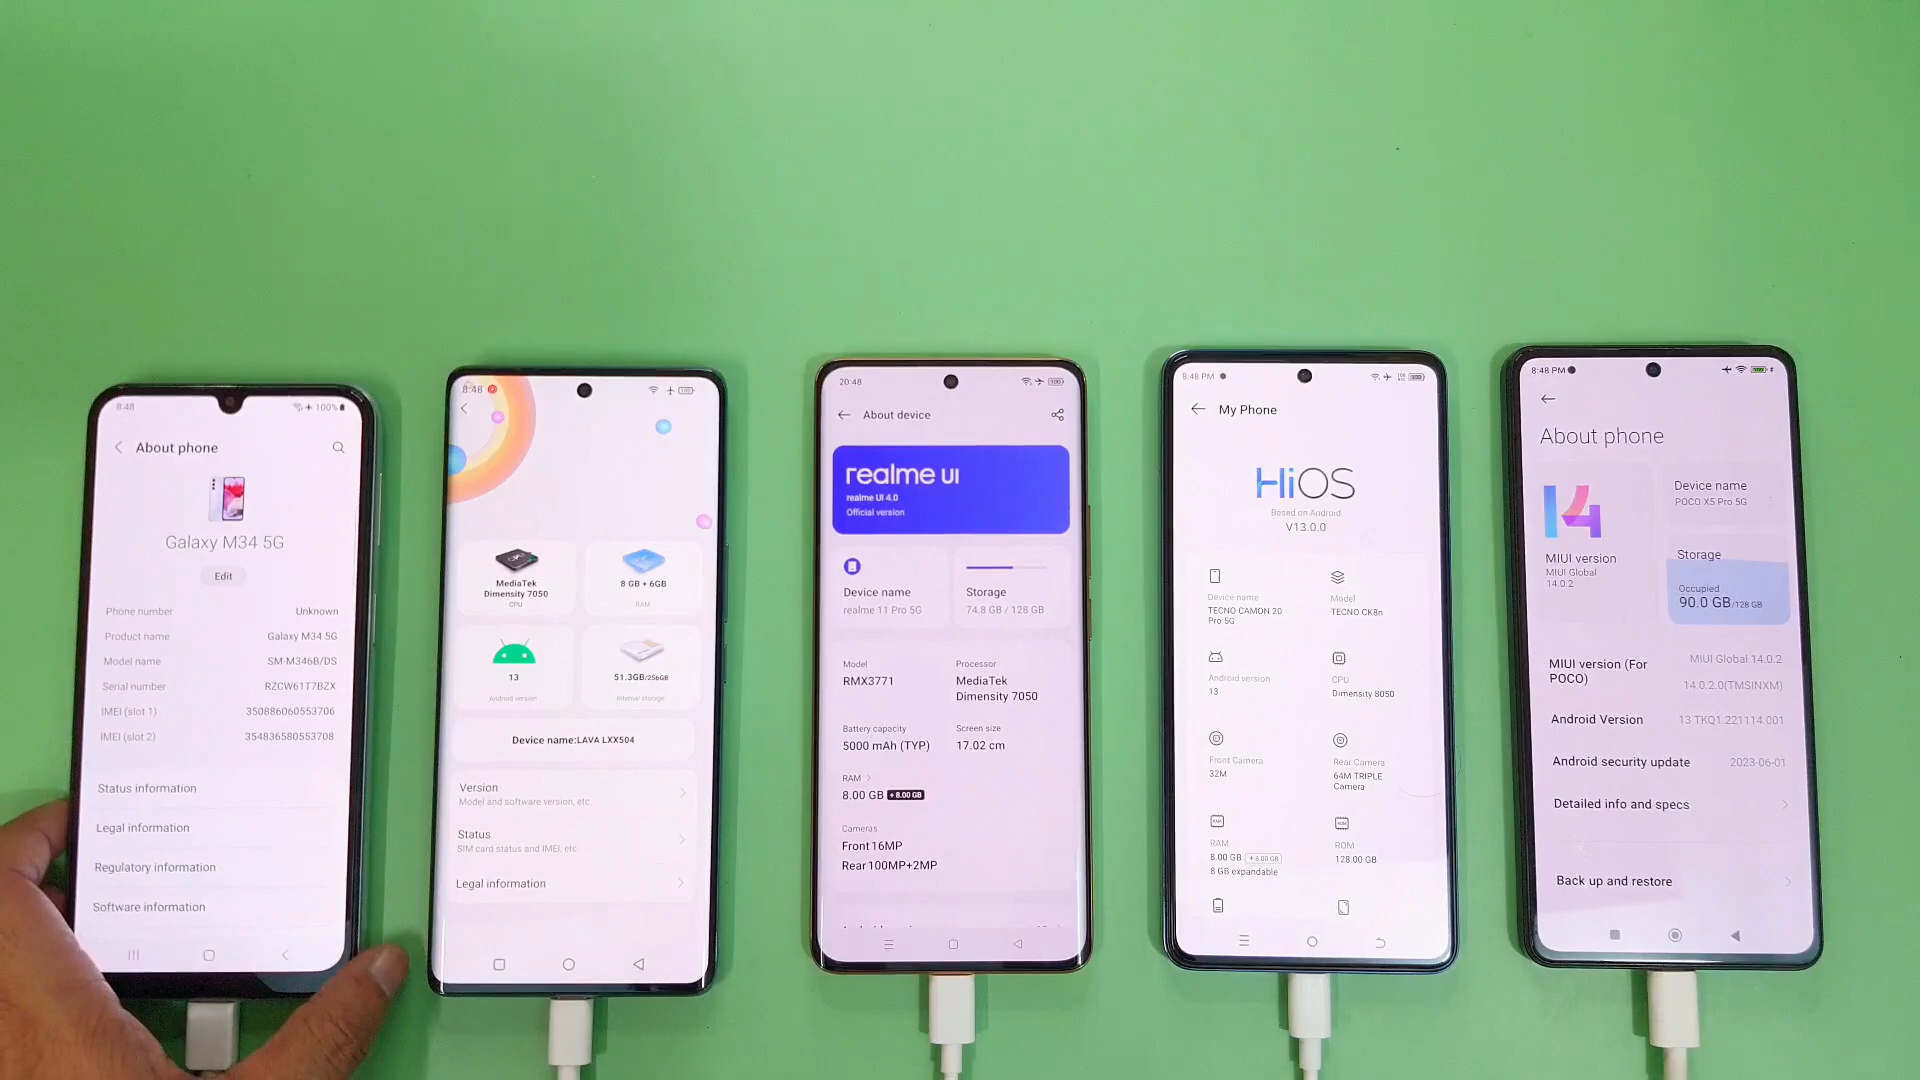 8:48
100%
About phone
Galaxy M34 5G
Edit
Phone number Unknown
Product name Galaxy M34 5G
Model name SM-M346B/DS
Serial number RZCW61T7BZX
IMEI (slot 1) 350886060553706
IMEI (slot 2) 354836580553708
Status information
Legal information
Regulatory information
Software information
8:48
100
MediaTek
Dimensity 7050
CPU
8 GB + 6GB
RAM
13
Android version
51.3GB/256GB
Internal storage
Device name:LAVA LXX504
Version
Model and software version, etc.
Status
SIM card status and IMEI, etc.
Legal information
20:48
100
About device
realme UI
realme UI 4.0
Official version
Device name
realme 11 Pro 5G
Storage
74.8 GB / 128 GB
Model
RMX3771
Processor
MediaTek
Dimensity 7050
Battery capacity
5000 mAh (TYP)
Screen size
17.02 cm
RAM
8.00 GB + 8.00 GB
Cameras
Front 16MP
Rear 100MP+2MP
8:48 PM
100
My Phone
HiOS
Based on Android
V13.0.0
Device name
TECNO CAMON 20
Pro 5G
Model
TECNO CK8n
Android version
13
CPU
Dimensity 8050
Front Camera
32M
Rear Camera
64M TRIPLE
Camera
RAM
8.00 GB + 8.00 GB
8 GB expandable
ROM
128.00 GB
8:48 PM
About phone
14
MIUI version
MIUI Global
14.0.2
Device name
POCO X5 Pro 5G
Storage
Occupied
90.0 GB/128 GB
MIUI version (For
POCO)
MIUI Global 14.0.2
14.0.2.0(TMSINXM)
Android Version 13 TKQ1.221114.001
Android security update 2023-06-01
Detailed info and specs
Back up and restore